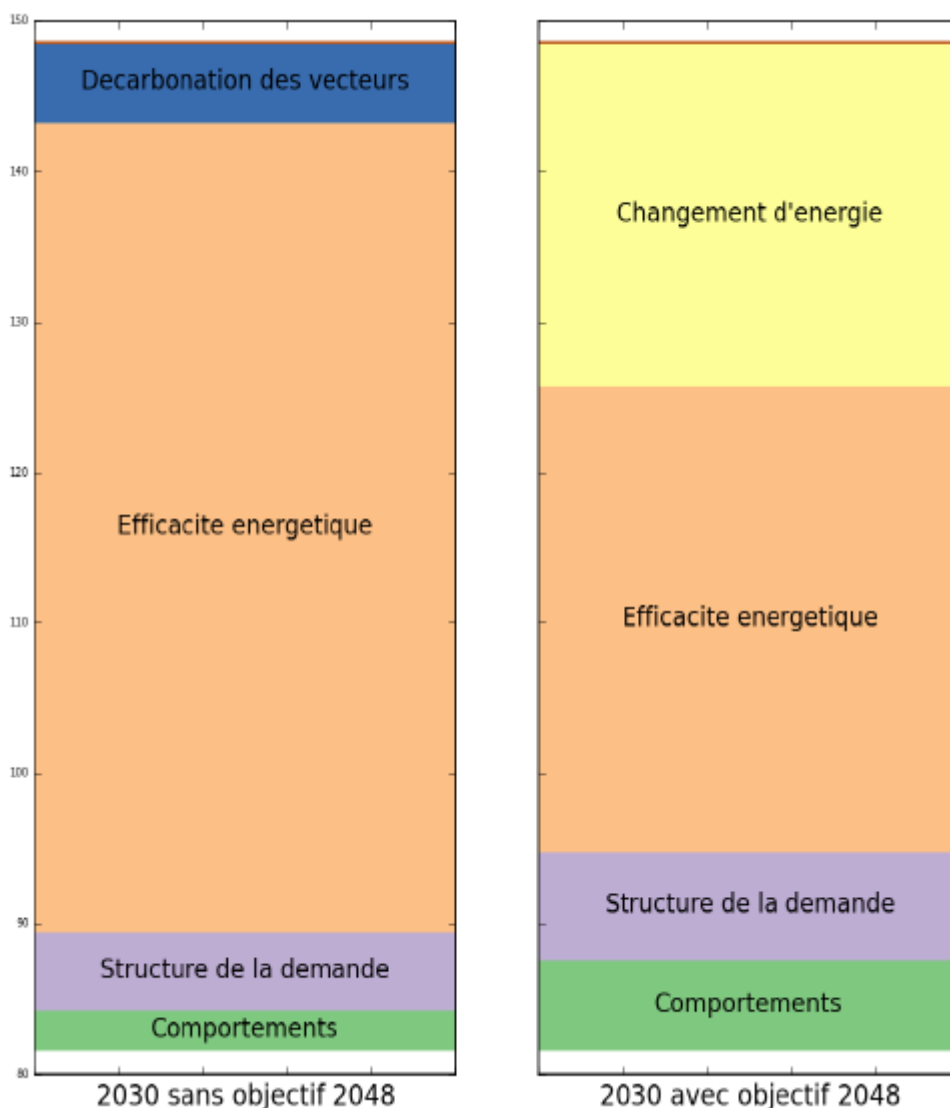 150
140
130
120
110
100
90
80
Decarbonation des vecteurs
Efficacite energetique
Structure de la demande
Comportements
2030 sans objectif 2048
Changement d'energie
Efficacite energetique
Structure de la demande
Comportements
2030 avec objectif 2048